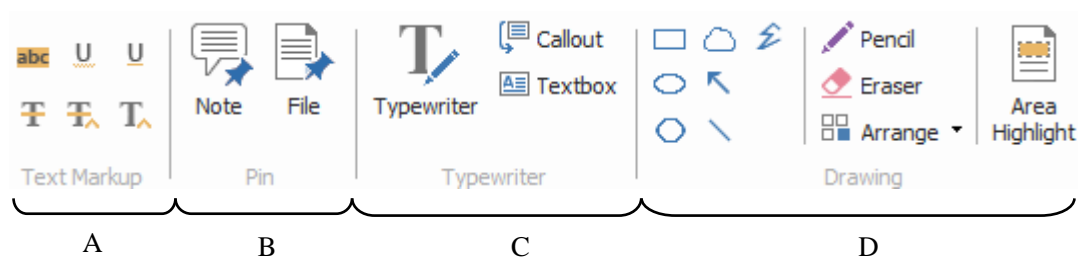 abc U U
T T T
Text Markup
Note File
Pin
T
Typewriter
Callout
Textbox
Typewriter
Pencil
Eraser
Arrange
Area
Highlight
Drawing
A B C D